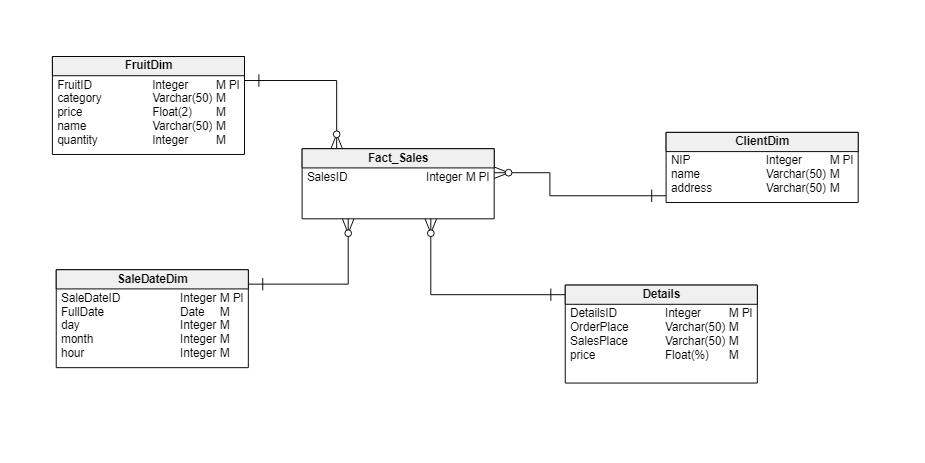 FruitDim
FruitID Integer M PI
category Varchar(50) M
price Float(2) M
name Varchar(50) M
quantity Integer M
Fact_Sales
SalesID Integer M PI
ClientDim
NIP Integer M PI
name Varchar(50) M
address Varchar(50) M
SaleDateDim
SaleDateID Integer M PI
FullDate Date M
day Integer M
month Integer M
hour Integer M
Details
DetailsID Integer M PI
OrderPlace Varchar(50) M
SalesPlace Varchar(50) M
price Float(%) M